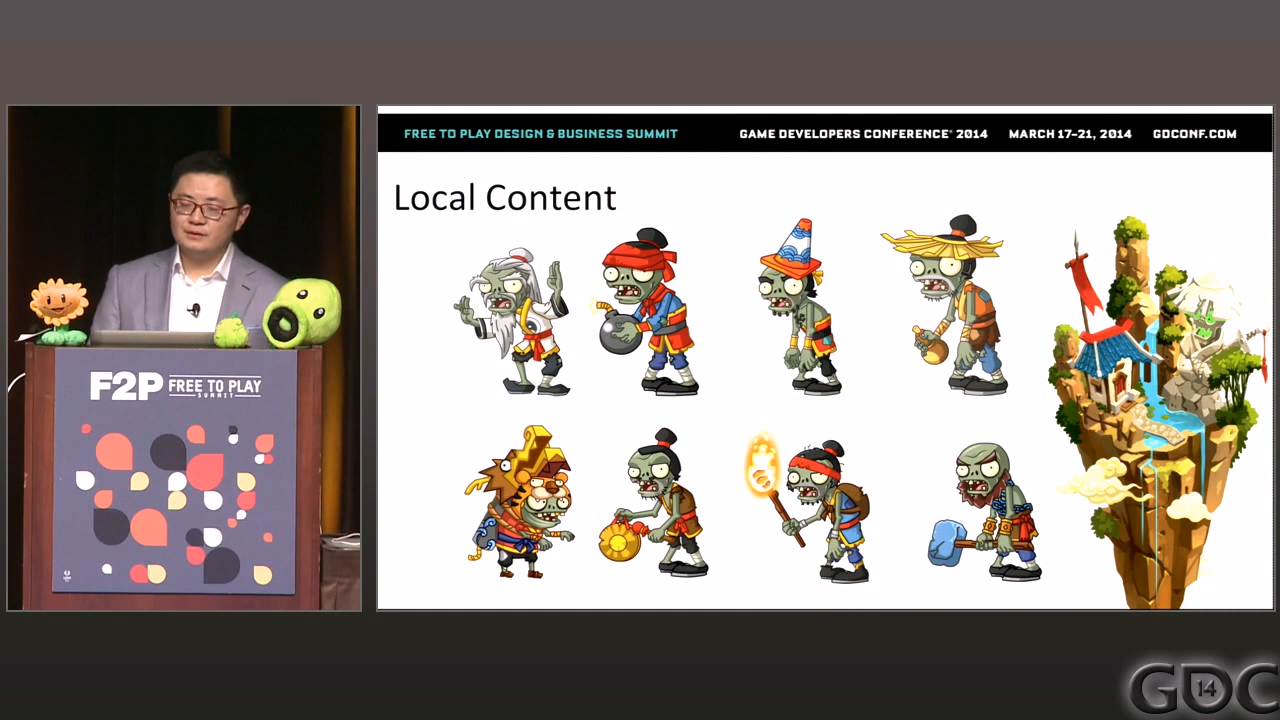 FREE TO PLAY DESIGN & BUSINESS SUMMIT GAME DEVELOPERS CONFERENCE® 2014 MARCH 17–21, 2014 GDCONF.COM
Local Content
F2P FREE TO PLAY
SUMMIT
GDC
14